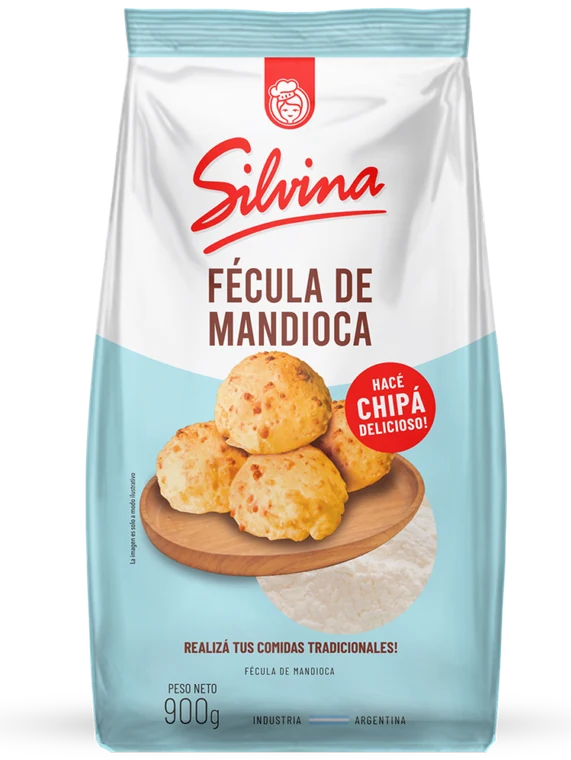 Silvina
FÉCULA DE
MANDIOCA
HACÉ
CHIPÁ
DELICIOSO!
La imagen es solo a modo ilustrativo
REALIZÁ TUS COMIDAS TRADICIONALES!
FÉCULA DE MANDIOCA
PESO NETO
900g
INDUSTRIA ARGENTINA